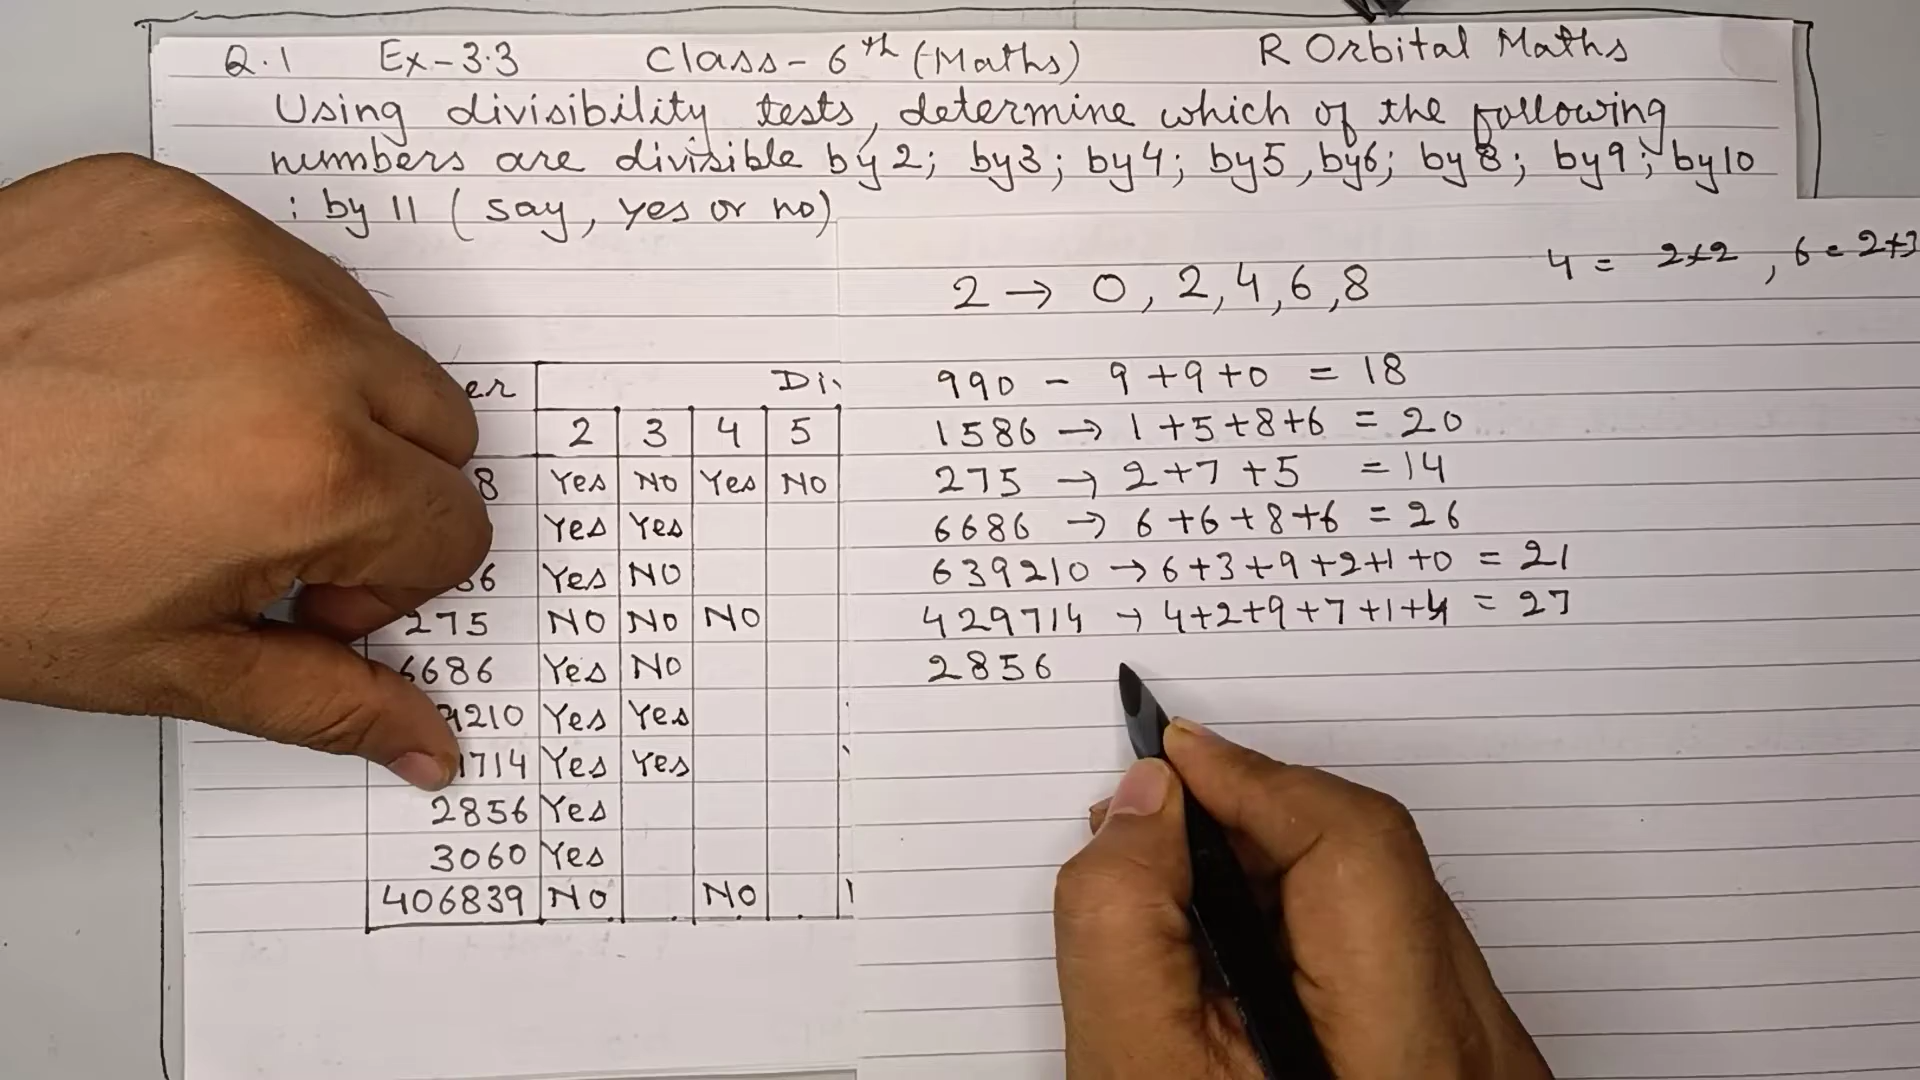 Q.1 Ex-3.3 Class-6th (Maths) R Orbital Maths
Using divisibility tests, determine which of the following
numbers are divisible by 2; by 3; by 4; by 5, by 6; by 8; by 9; by 10
; by 11 (say, yes or no)
4 = 2×2, 6 = 2×3
2 → 0, 2, 4, 6, 8
er Di
2 3 4 5
8 Yes No Yes No
Yes Yes
86 Yes NO
275 NO No NO
6686 Yes NO
9210 Yes Yes
9714 Yes Yes
2856 Yes
3060 Yes
406839 NO NO
990 - 9+9+0 = 18
1586 → 1+5+8+6 = 20
275 → 2+7+5 = 14
6686 → 6+6+8+6 = 26
639210 → 6+3+9+2+1+0 = 21
429714 → 4+2+9+7+1+4 = 27
2856